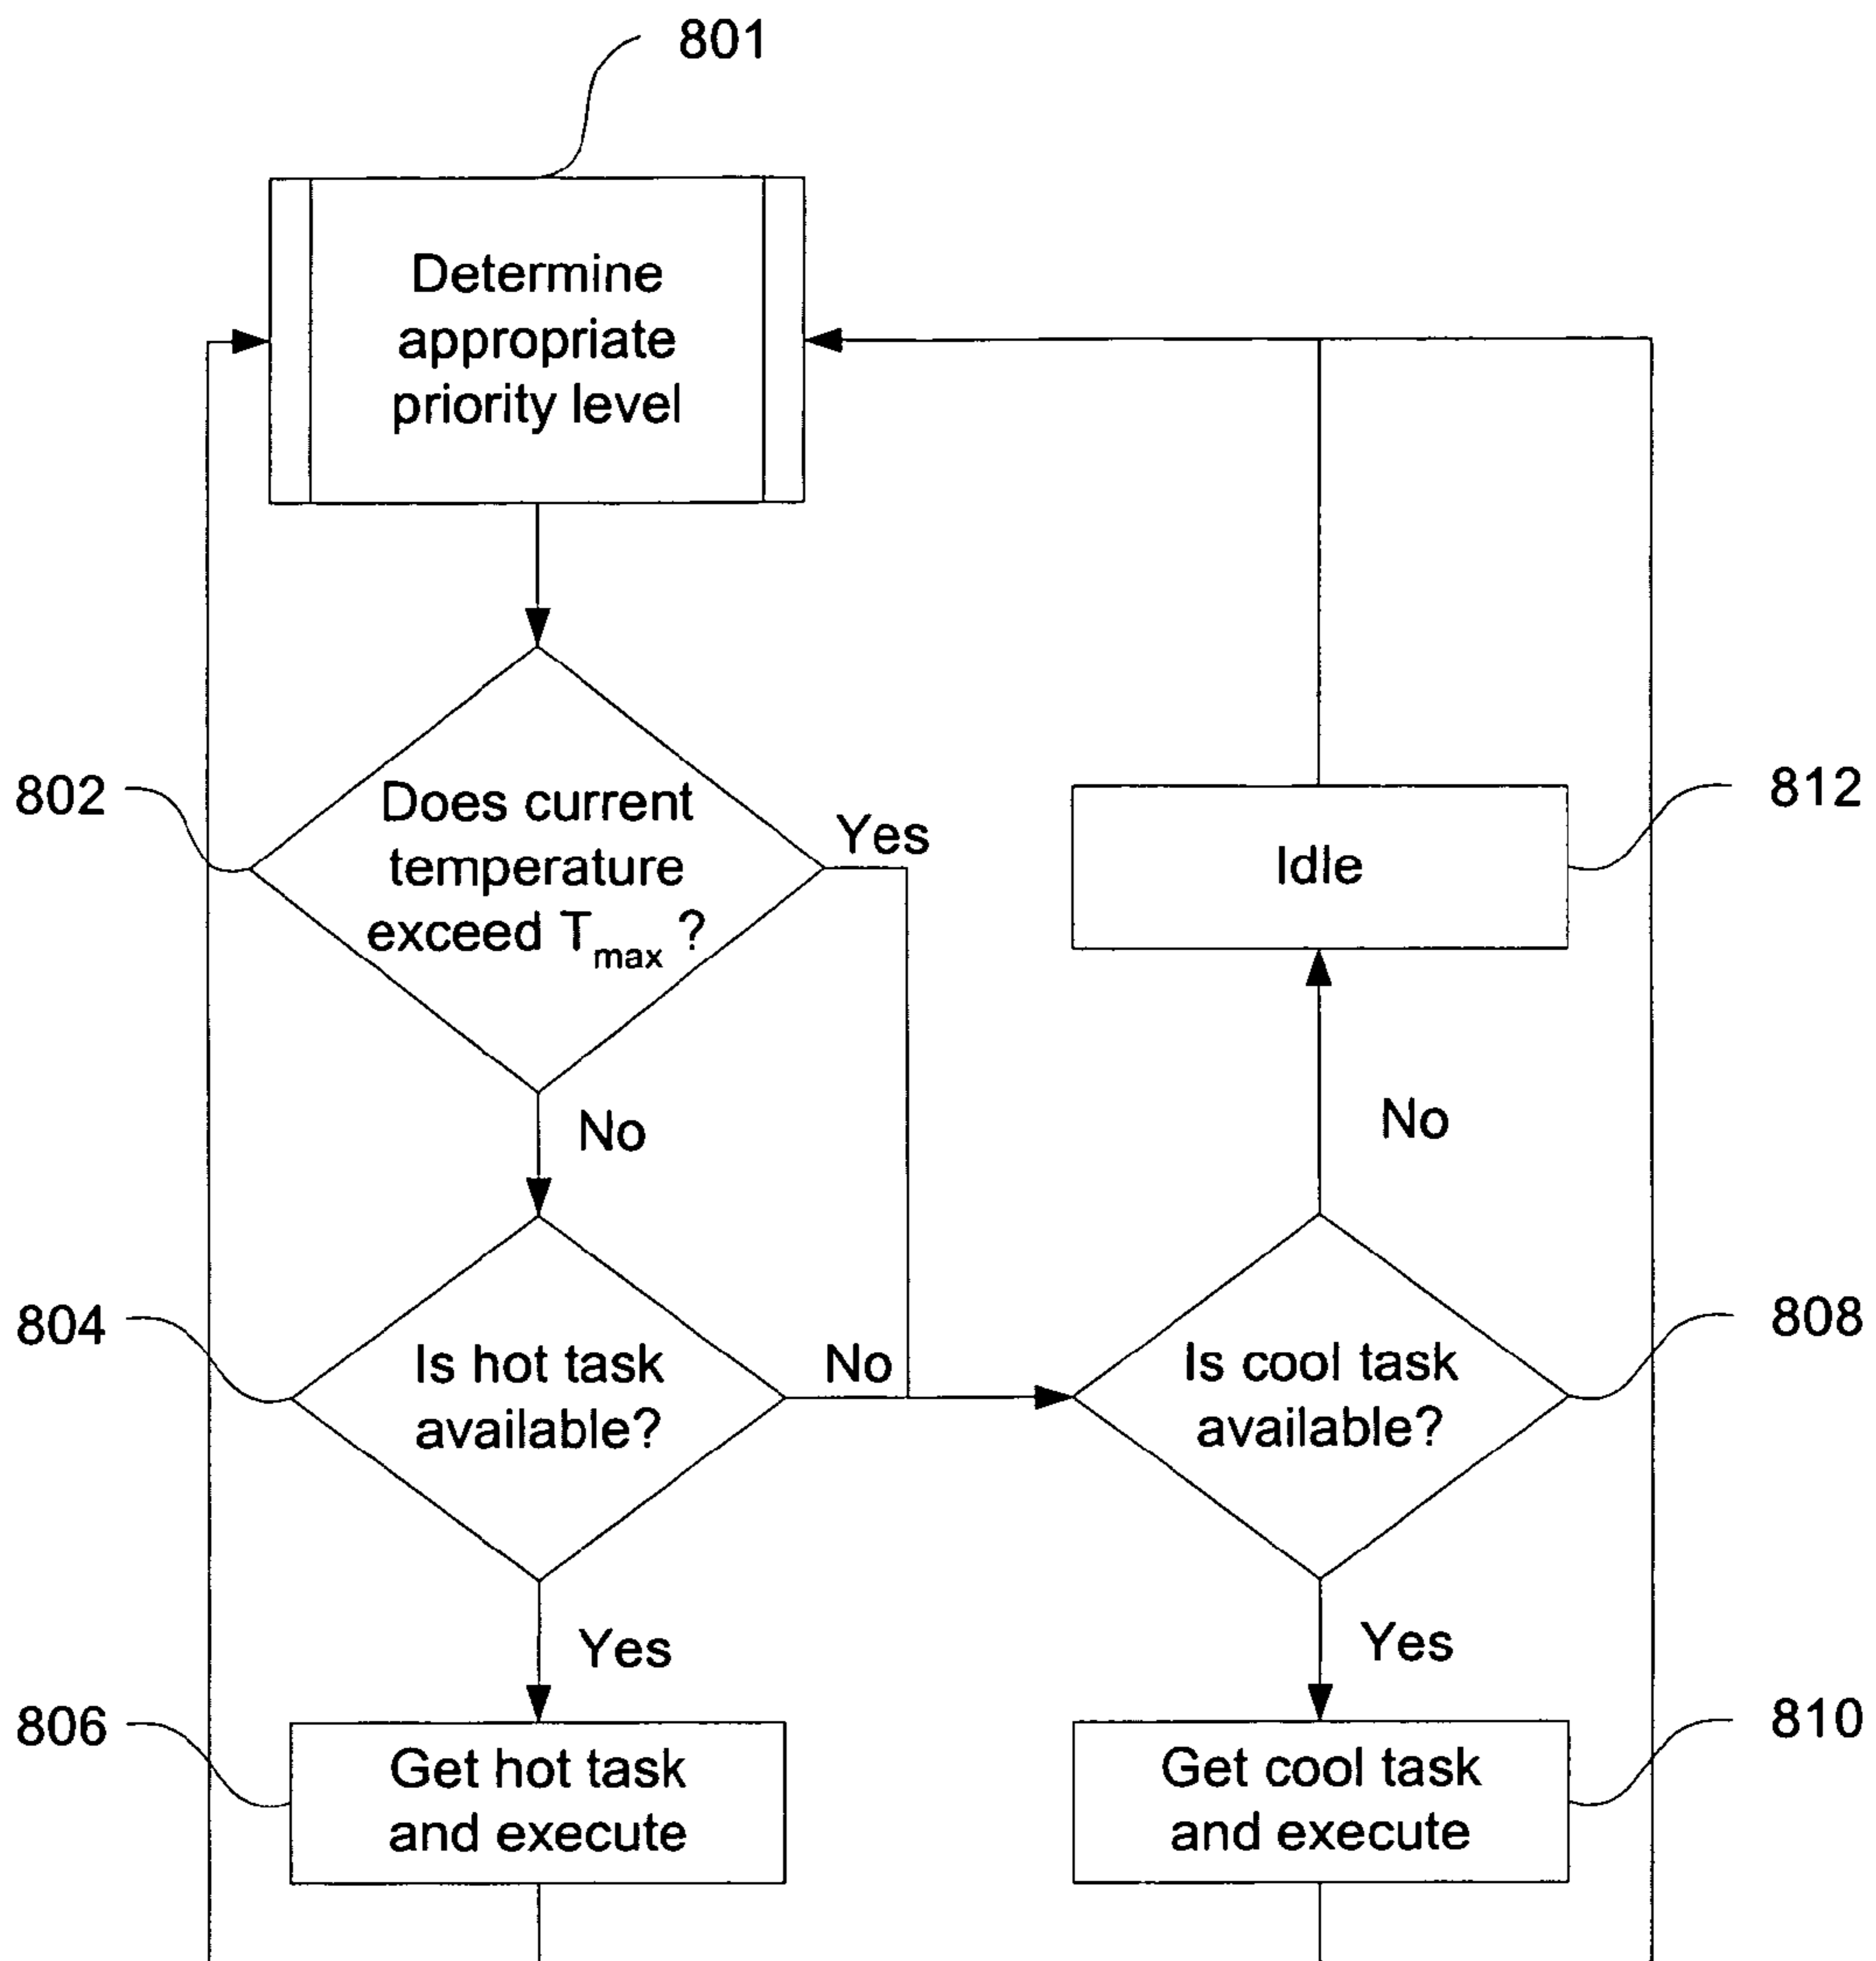 801
Determine
appropriate
priority level
802
Does current
temperature
exceed Tmax ?
Yes
812
Idle
No
No
804
Is hot task
available?
No
808
Is cool task
available?
Yes
Yes
806
Get hot task
and execute
810
Get cool task
and execute